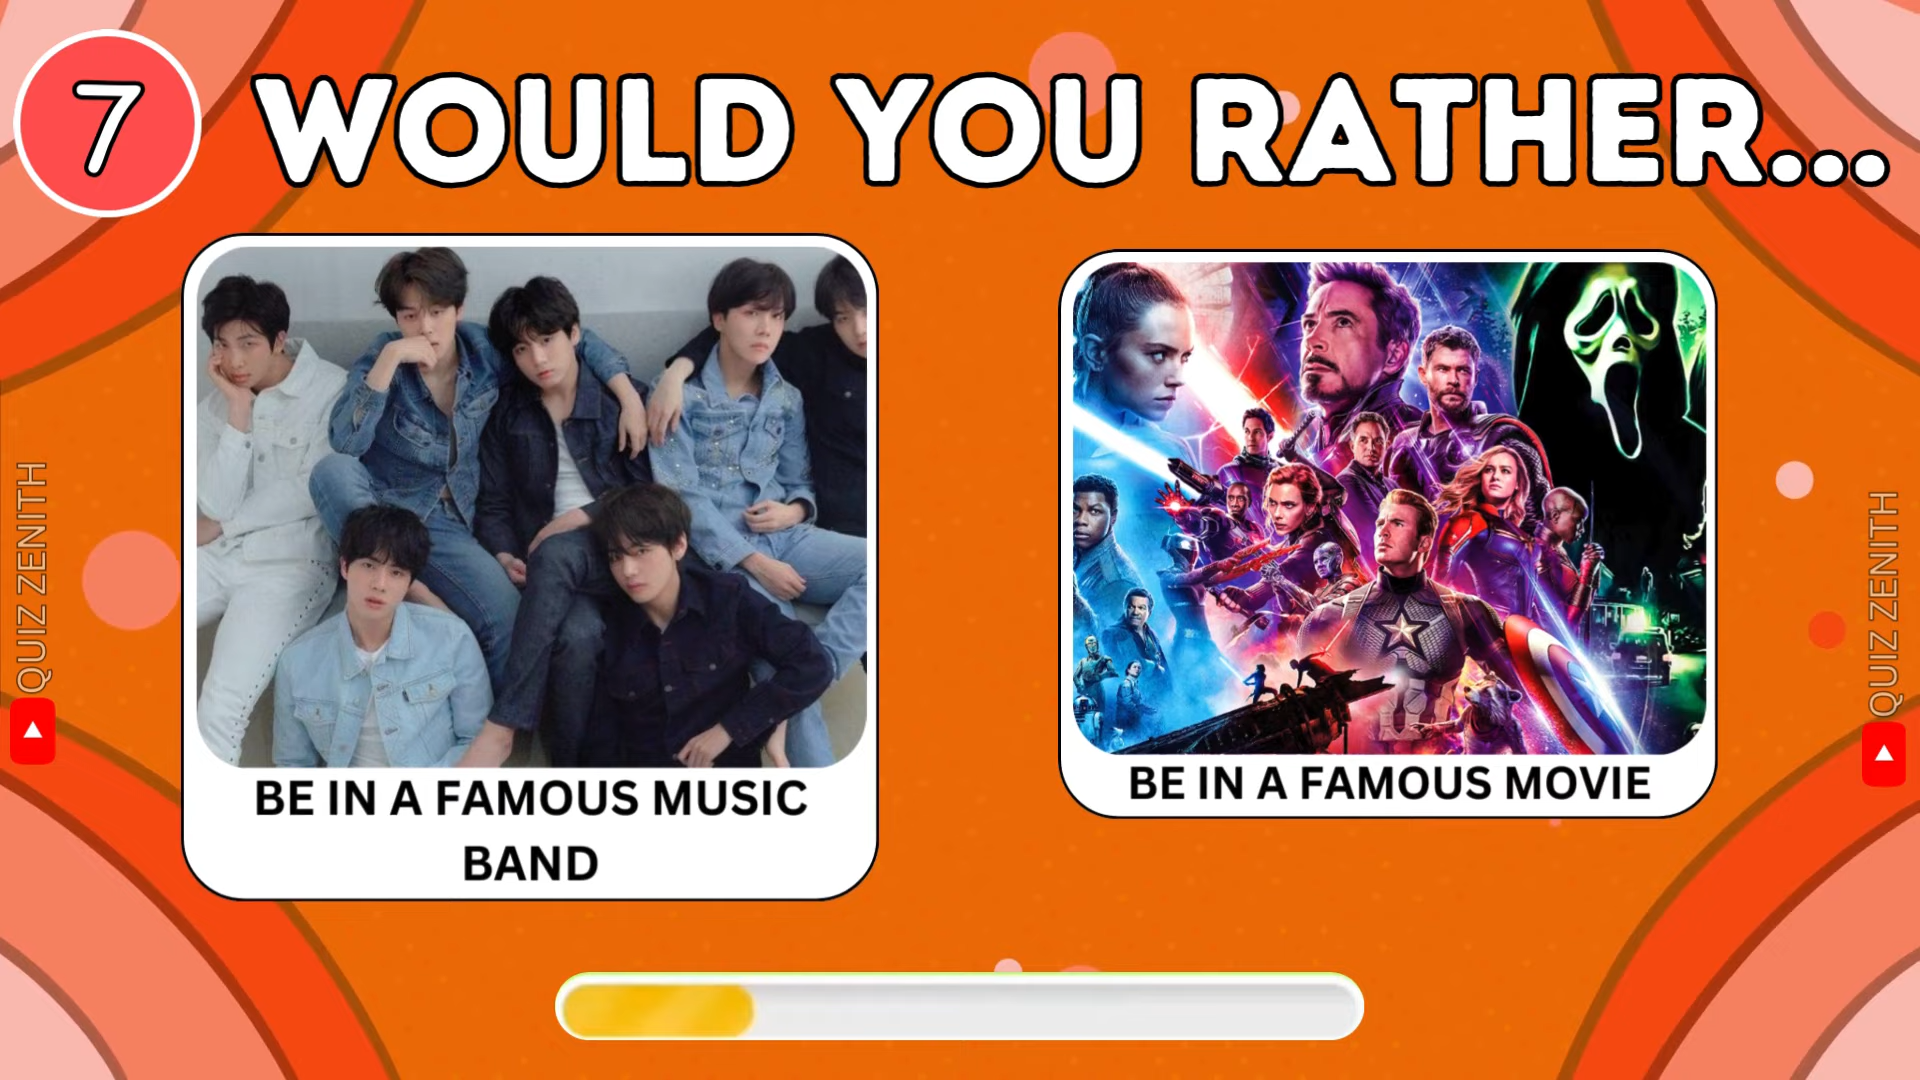 7
WOULD YOU RATHER...
BE IN A FAMOUS MUSIC
BAND
BE IN A FAMOUS MOVIE
QUIZ ZENITH
QUIZ ZENITH